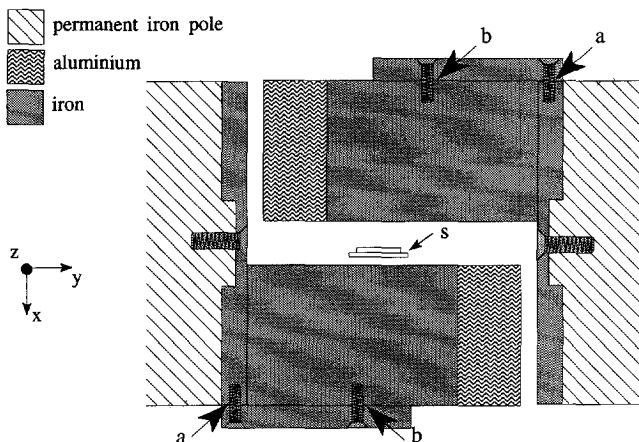 permanent iron pole
aluminium
iron
b
a
s
z
y
x
a
b